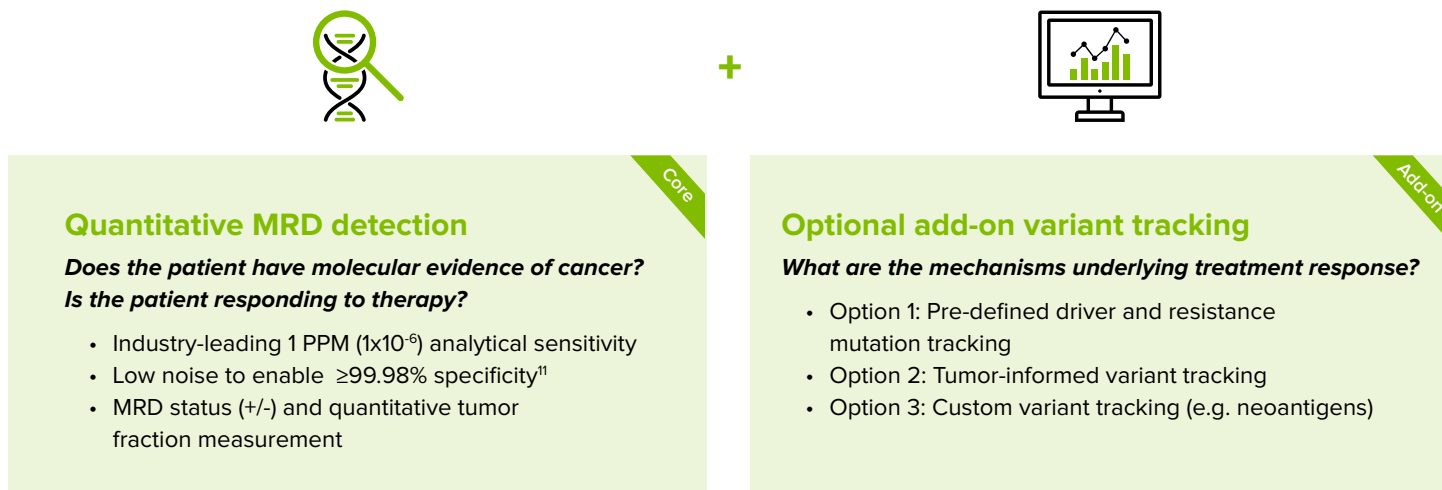 +
Core
Quantitative MRD detection
Does the patient have molecular evidence of cancer?
Is the patient responding to therapy?
• Industry-leading 1 PPM (1x10⁻⁶) analytical sensitivity
• Low noise to enable ≥99.98% specificity¹¹
• MRD status (+/-) and quantitative tumor
fraction measurement
Add-on
Optional add-on variant tracking
What are the mechanisms underlying treatment response?
• Option 1: Pre-defined driver and resistance
mutation tracking
• Option 2: Tumor-informed variant tracking
• Option 3: Custom variant tracking (e.g. neoantigens)